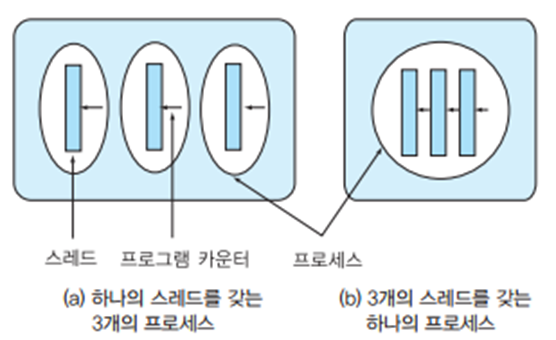 스레드 프로그램 카운터 프로세스
(a) 하나의 스레드를 갖는
3개의 프로세스
(b) 3개의 스레드를 갖는
하나의 프로세스